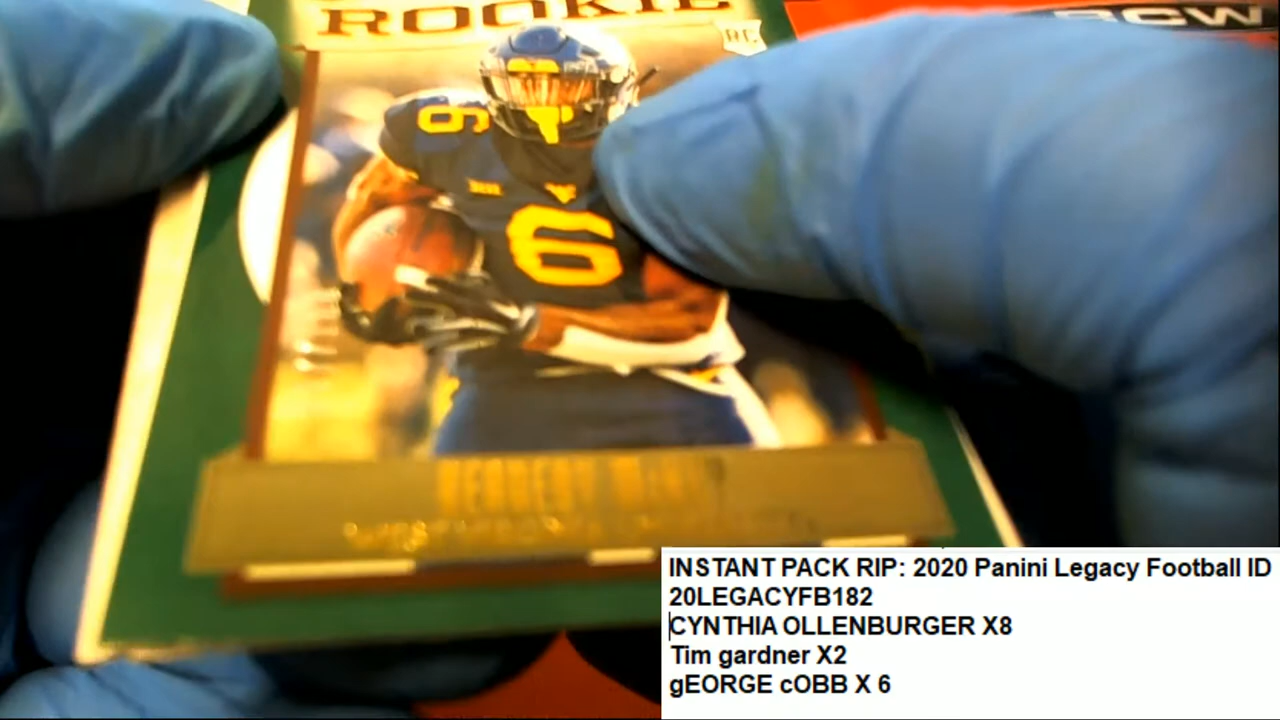 ROOKIE
RC
BCW
6
6
INSTANT PACK RIP: 2020 Panini Legacy Football ID
20LEGACYFB182
CYNTHIA OLLENBURGER X8
Tim gardner X2
gEORGE cOBB X 6